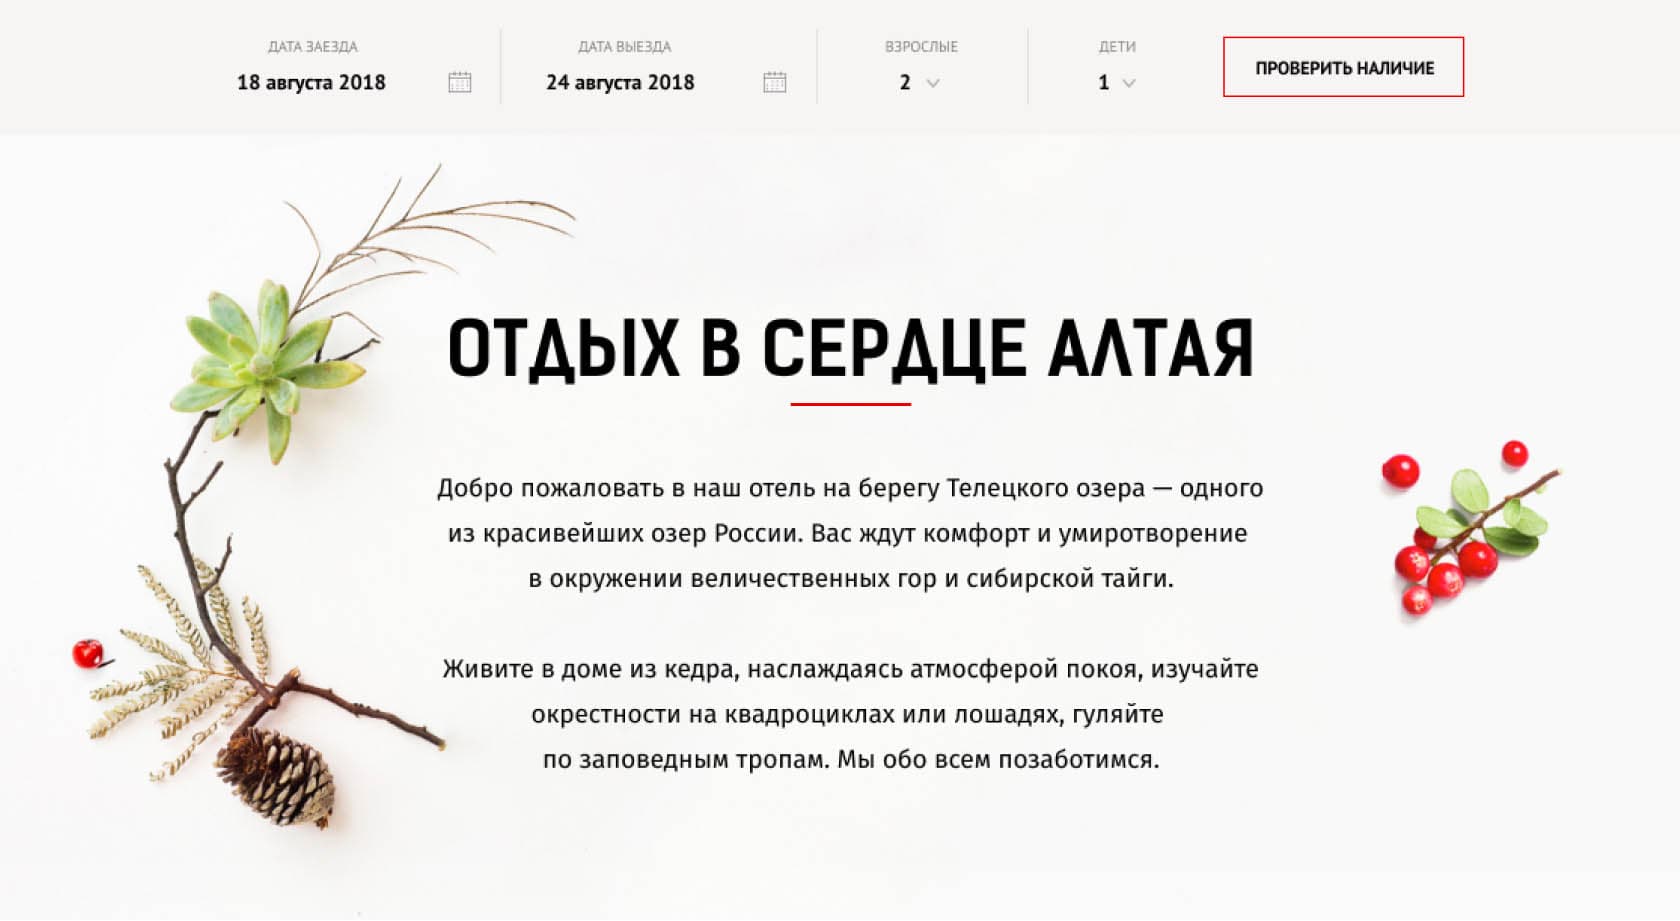 ДАТА ЗАЕЗДА
18 августа 2018
ДАТА ВЫЕЗДА
24 августа 2018
ВЗРОСЛЫЕ
2
ДЕТИ
1
ПРОВЕРИТЬ НАЛИЧИЕ
ОТДЫХ В СЕРДЦЕ АЛТАЯ
Добро пожаловать в наш отель на берегу Телецкого озера — одного
из красивейших озер России. Вас ждут комфорт и умиротворение
в окружении величественных гор и сибирской тайги.
Живите в доме из кедра, наслаждаясь атмосферой покоя, изучайте
окрестности на квадроциклах или лошадях, гуляйте
по заповедным тропам. Мы обо всем позаботимся.